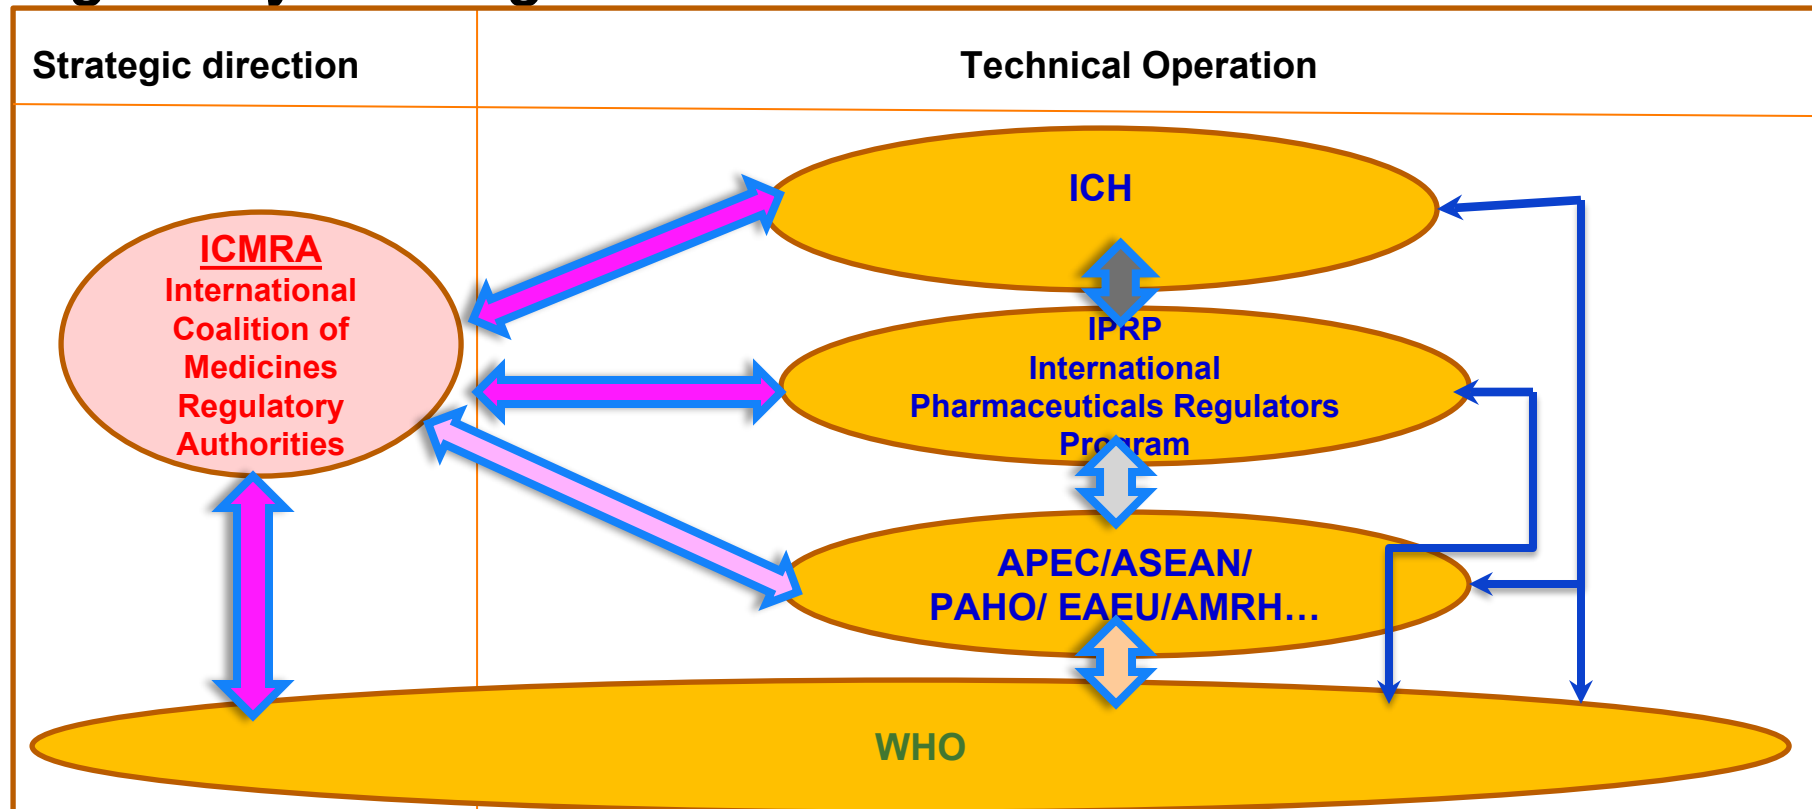 Strategic direction
Technical Operation
ICH
ICMRA
International
Coalition of
Medicines
Regulatory
Authorities
IPRP
International
Pharmaceuticals Regulators
Program
APEC/ASEAN/
PAHO/ EAEU/AMRH…
WHO